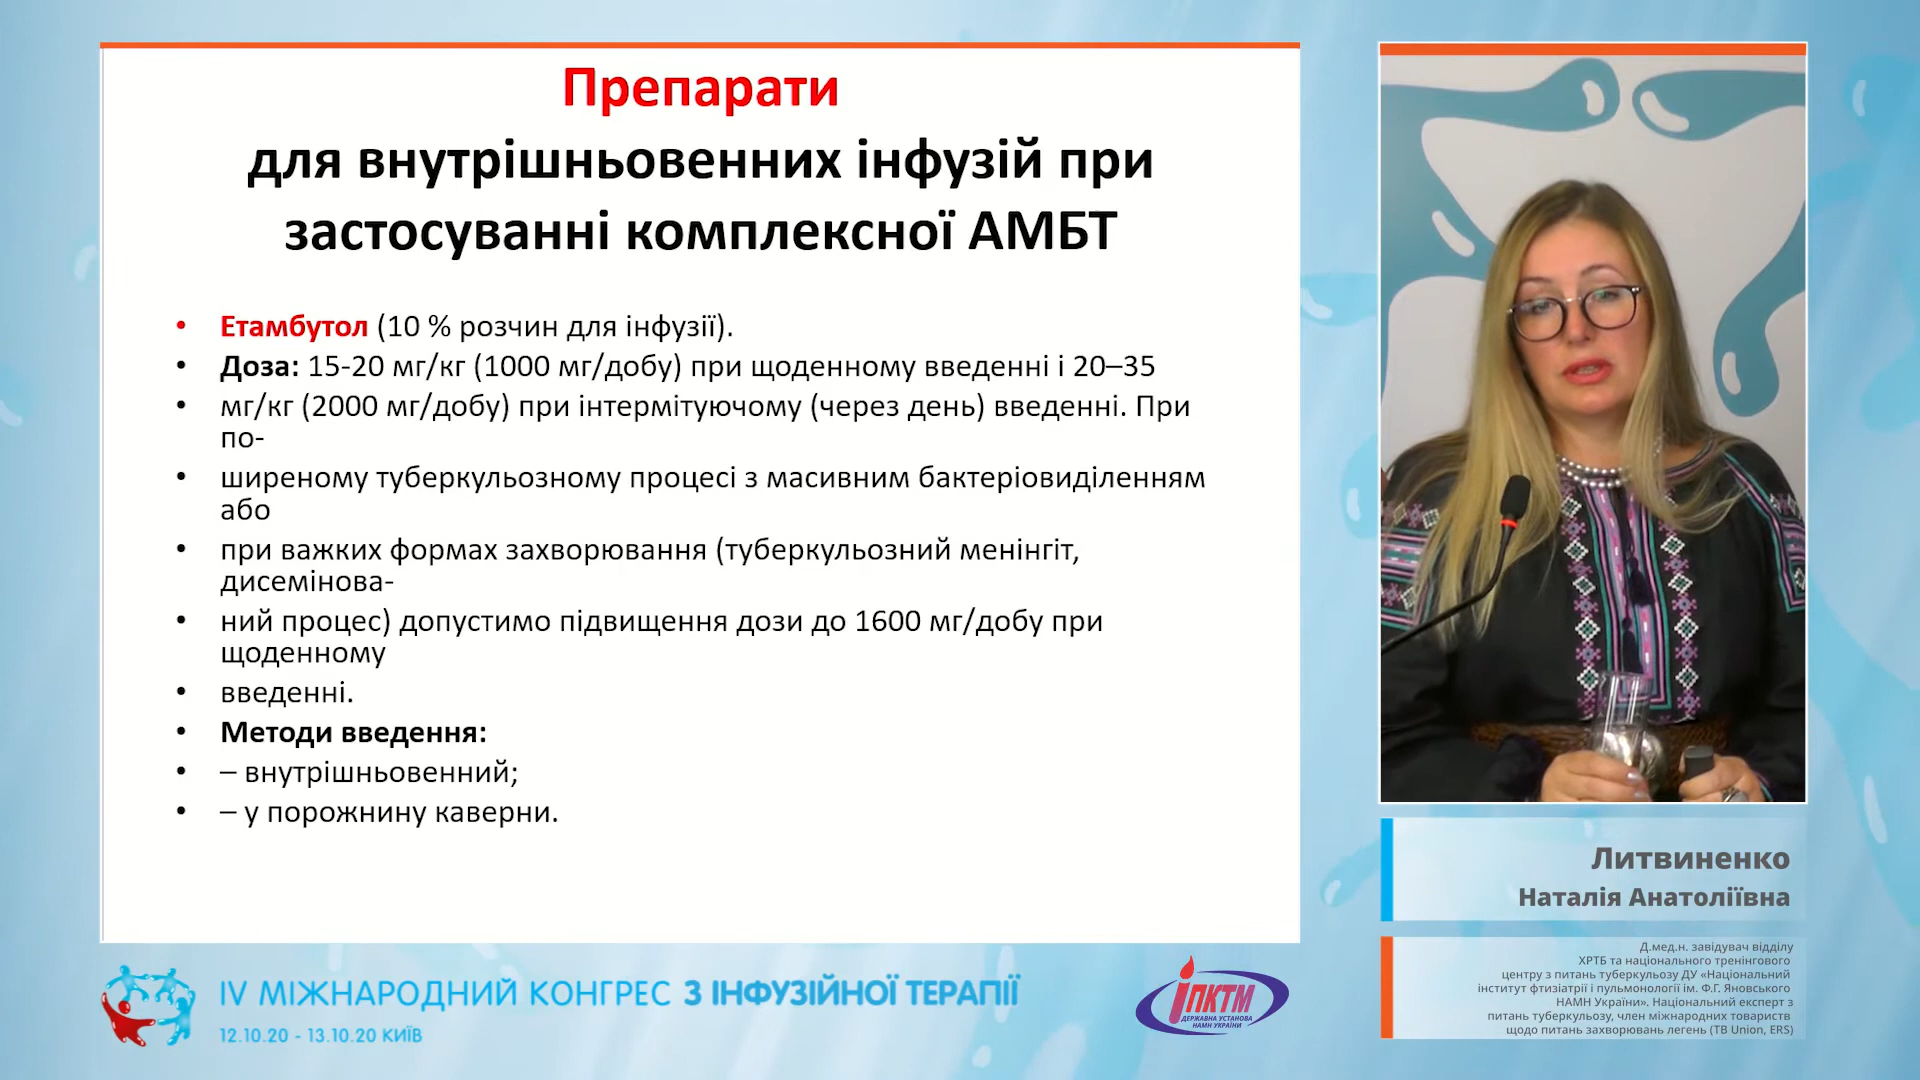 Препарати
для внутрішньовенних інфузій при
застосуванні комплексної АМБТ
• Етамбутол (10 % розчин для інфузії).
• Доза: 15-20 мг/кг (1000 мг/добу) при щоденному введенні і 20–35
• мг/кг (2000 мг/добу) при інтермітуючому (через день) введенні. При
по-
• ширеному туберкульозному процесі з масивним бактеріовиділенням
або
• при важких формах захворювання (туберкульозний менінгіт,
дисемінова-
• ний процес) допустимо підвищення дози до 1600 мг/добу при
щоденному
• введенні.
• Методи введення:
• – внутрішньовенний;
• – у порожнину каверни.
Литвиненко
Наталія Анатоліївна
Д.мед.н. завідувач відділу
ХРТБ та національного тренінгового
центру з питань туберкульозу ДУ «Національний
інститут фтизіатрії і пульмонології ім. Ф.Г. Яновського
НАМН України». Національний експерт з
питань туберкульозу, член міжнародних товариств
щодо питань захворювань легень (TB Union, ERS)
IV МІЖНАРОДНИЙ КОНГРЕС З ІНФУЗІЙНОЇ ТЕРАПІЇ
12.10.20 - 13.10.20 КИЇВ
ІПКТМ
ДЕРЖАВНА УСТАНОВА
НАМН УКРАЇНИ